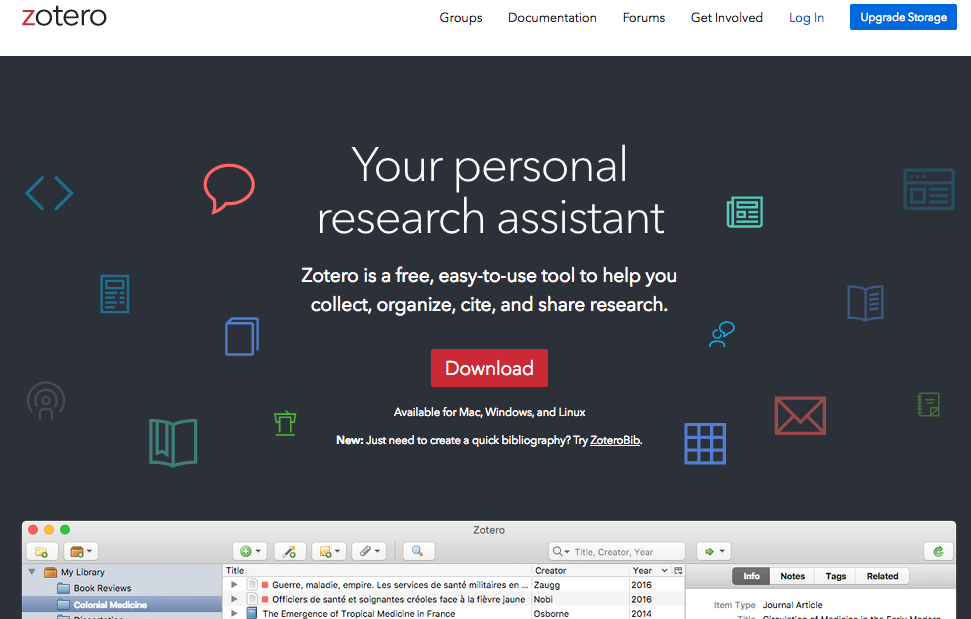 zotero
Groups Documentation Forums Get Involved Log In Upgrade Storage
Your personal
research assistant
Zotero is a free, easy-to-use tool to help you
collect, organize, cite, and share research.
Download
Available for Mac, Windows, and Linux
New: Just need to create a quick bibliography? Try ZoteroBib.
Zotero
Title, Creator, Year
My Library
Book Reviews
Colonial Medicine
Title Creator Year
Guerre, maladie, empire. Les services de santé militaires en ... Zaugg 2016
Officiers de santé et soignantes créoles face à la fièvre jaune Nobi 2016
The Emergence of Tropical Medicine in France Osborne 2014
Info Notes Tags Related
Item Type Journal Article